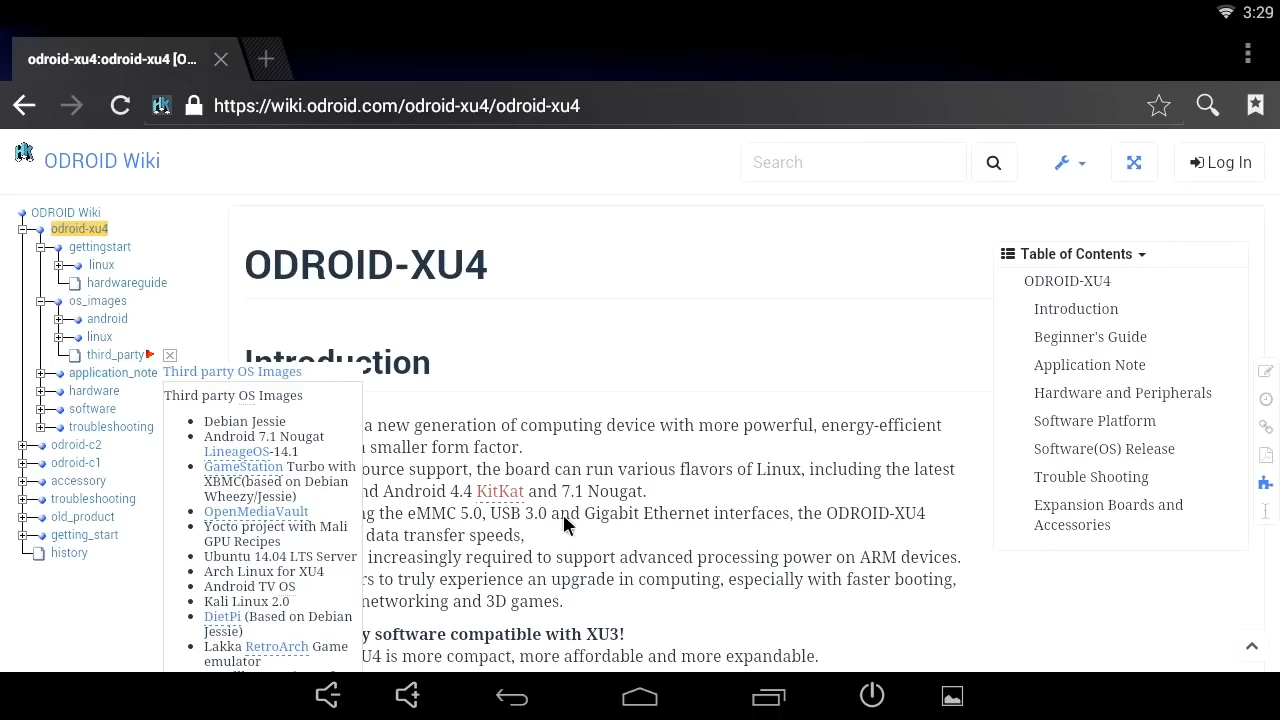 3:29
odroid-xu4:odroid-xu4 [O...
https://wiki.odroid.com/odroid-xu4/odroid-xu4
ODROID Wiki
Search
Log In
ODROID Wiki
odroid-xu4
gettingstart
linux
hardwareguide
os_images
android
linux
third_party
application_note
hardware
software
troubleshooting
odroid-c2
odroid-c1
accessory
troubleshooting
old_product
getting_start
history
Third party OS Images
Third party OS Images
Debian Jessie
Android 7.1 Nougat
LineageOS-14.1
GameStation Turbo with
XBMC(based on Debian
Wheezy/Jessie)
OpenMediaVault
Yocto project with Mali
GPU Recipes
Ubuntu 14.04 LTS Server
Arch Linux for XU4
Android TV OS
Kali Linux 2.0
DietPi (Based on Debian
Jessie)
Lakka RetroArch Game
emulator
ODROID-XU4
Introduction
a new generation of computing device with more powerful, energy-efficient
smaller form factor.
ource support, the board can run various flavors of Linux, including the latest
nd Android 4.4 KitKat and 7.1 Nougat.
g the eMMC 5.0, USB 3.0 and Gigabit Ethernet interfaces, the ODROID-XU4
data transfer speeds,
increasingly required to support advanced processing power on ARM devices.
rs to truly experience an upgrade in computing, especially with faster booting,
networking and 3D games.
y software compatible with XU3!
U4 is more compact, more affordable and more expandable.
Table of Contents
ODROID-XU4
Introduction
Beginner's Guide
Application Note
Hardware and Peripherals
Software Platform
Software(OS) Release
Trouble Shooting
Expansion Boards and
Accessories